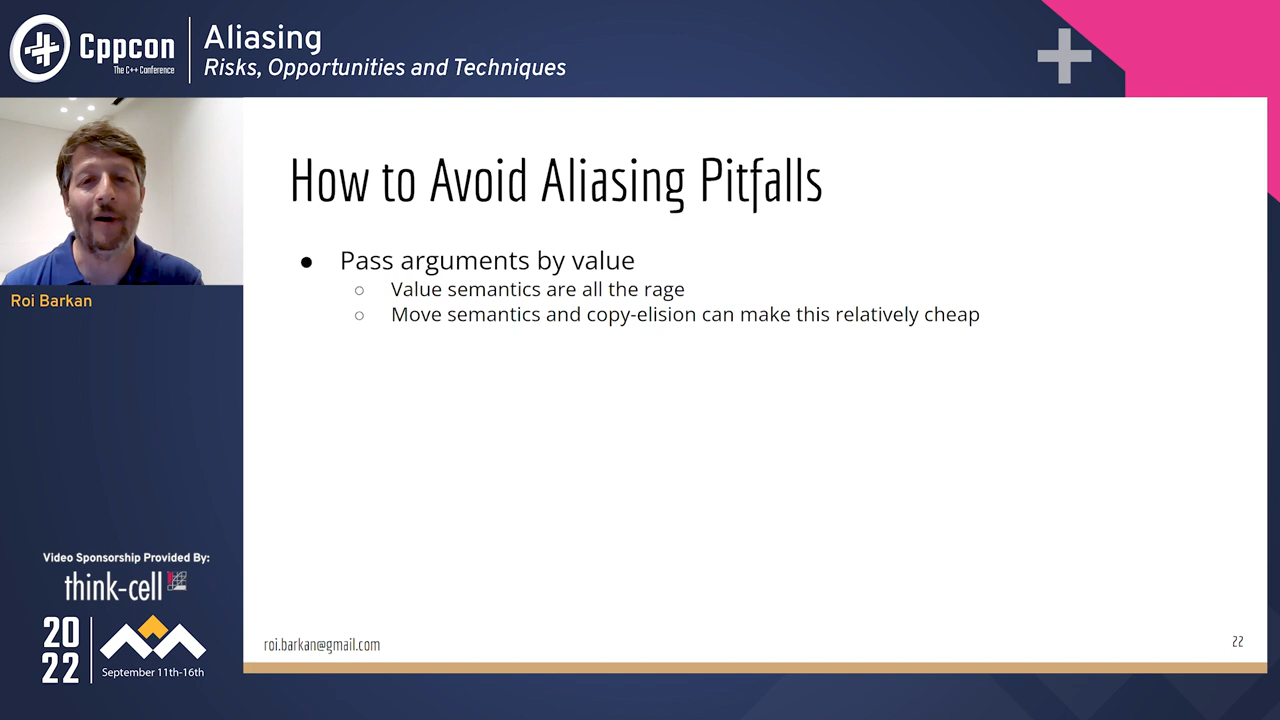 Cppcon
The C++ Conference
Aliasing
Risks, Opportunities and Techniques
Roi Barkan
How to Avoid Aliasing Pitfalls
● Pass arguments by value
○ Value semantics are all the rage
○ Move semantics and copy-elision can make this relatively cheap
Video Sponsorship Provided By:
think-cell
20
22
September 11th-16th
roi.barkan@gmail.com
22